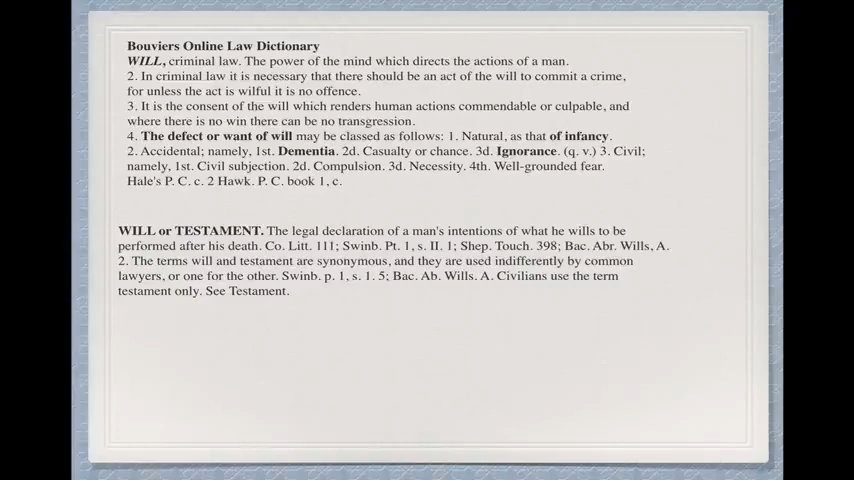 Bouviers Online Law Dictionary
WILL, criminal law. The power of the mind which directs the actions of a man.
2. In criminal law it is necessary that there should be an act of the will to commit a crime,
for unless the act is wilful it is no offence.
3. It is the consent of the will which renders human actions commendable or culpable, and
where there is no win there can be no transgression.
4. The defect or want of will may be classed as follows: 1. Natural, as that of infancy.
2. Accidental; namely, 1st. Dementia. 2d. Casualty or chance. 3d. Ignorance. (q. v.) 3. Civil;
namely, 1st. Civil subjection. 2d. Compulsion. 3d. Necessity. 4th. Well-grounded fear.
Hale's P. C. c. 2 Hawk. P. C. book 1, c.
WILL or TESTAMENT. The legal declaration of a man's intentions of what he wills to be
performed after his death. Co. Litt. 111; Swinb. Pt. 1, s. II. 1; Shep. Touch. 398; Bac. Abr. Wills, A.
2. The terms will and testament are synonymous, and they are used indifferently by common
lawyers, or one for the other. Swinb. p. 1, s. 1. 5; Bac. Ab. Wills. A. Civilians use the term
testament only. See Testament.